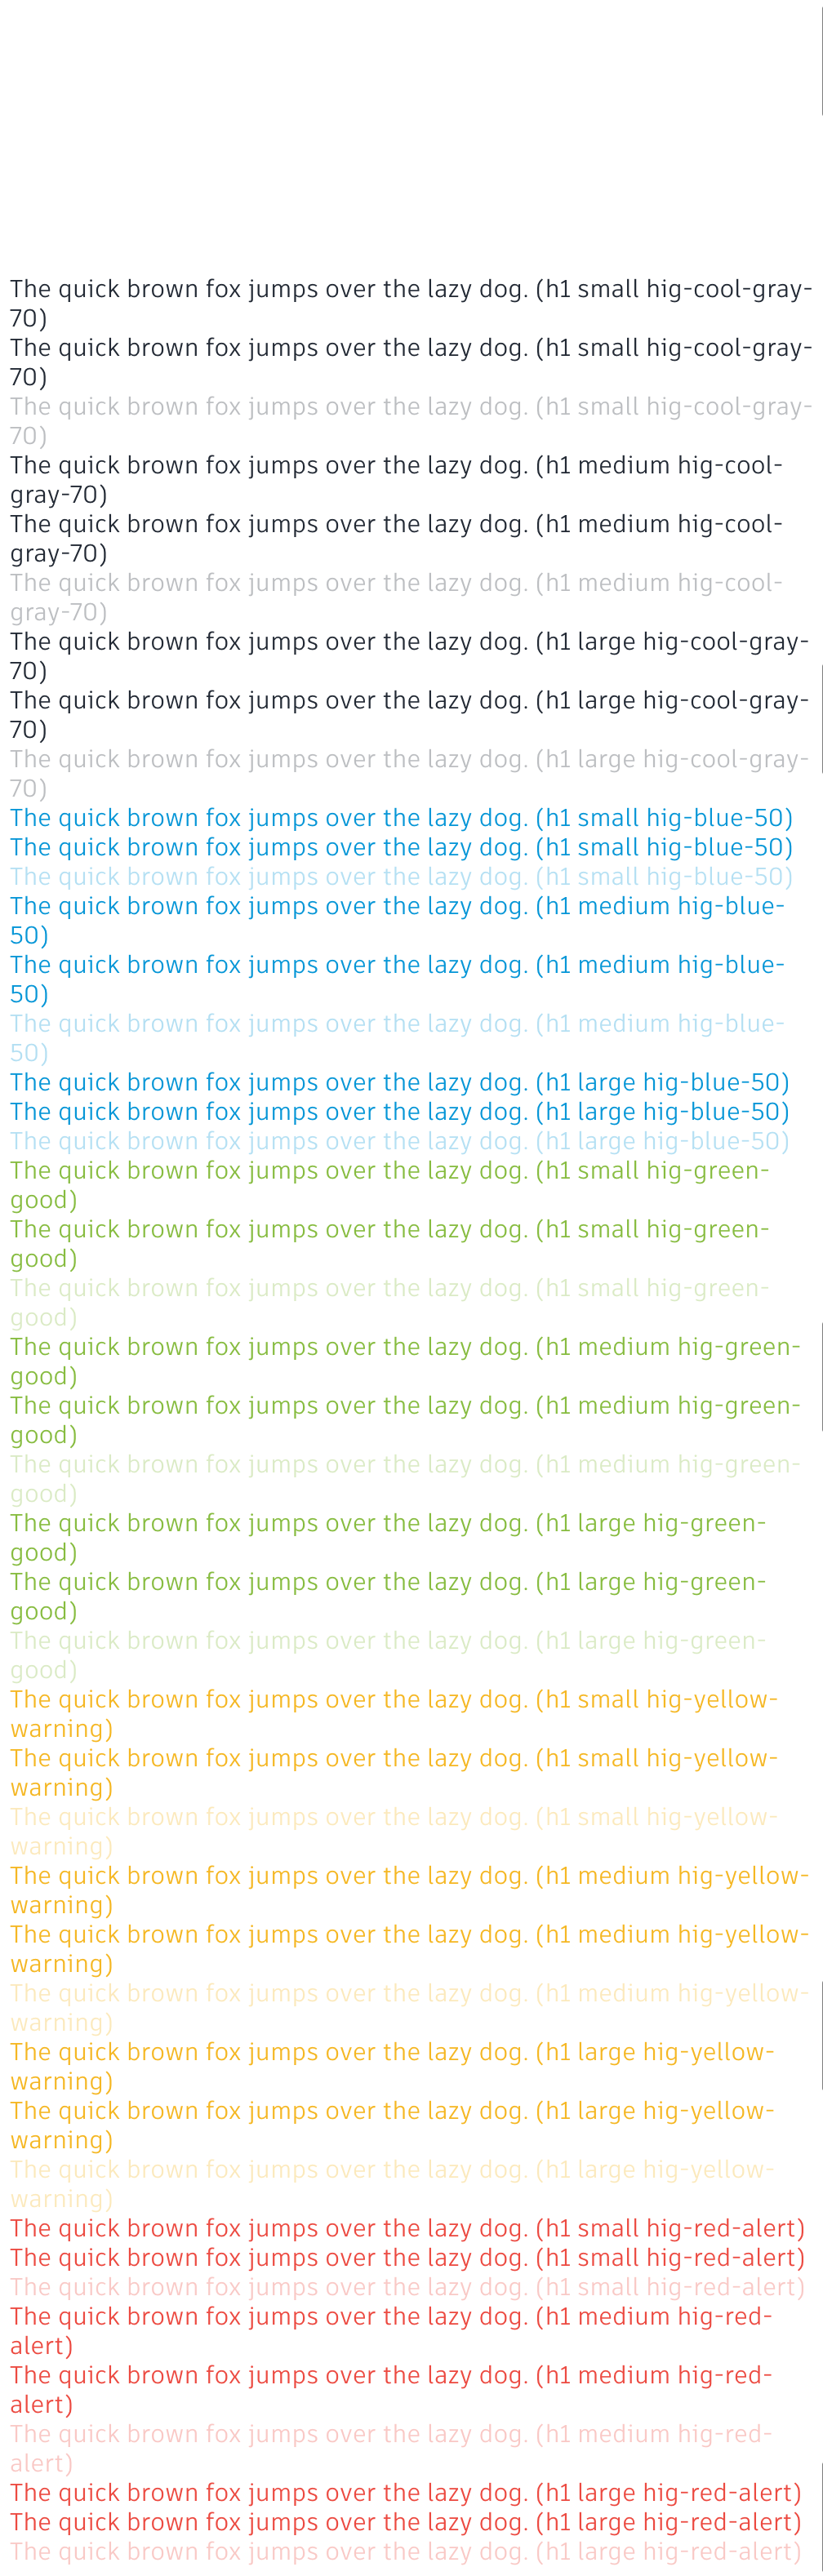 The quick brown fox jumps over the lazy dog. (h1 small hig-cool-gray-
70)
The quick brown fox jumps over the lazy dog. (h1 small hig-cool-gray-
70)
The quick brown fox jumps over the lazy dog. (h1 small hig-cool-gray-
70)
The quick brown fox jumps over the lazy dog. (h1 medium hig-cool-
gray-70)
The quick brown fox jumps over the lazy dog. (h1 medium hig-cool-
gray-70)
The quick brown fox jumps over the lazy dog. (h1 medium hig-cool-
gray-70)
The quick brown fox jumps over the lazy dog. (h1 large hig-cool-gray-
70)
The quick brown fox jumps over the lazy dog. (h1 large hig-cool-gray-
70)
The quick brown fox jumps over the lazy dog. (h1 large hig-cool-gray-
70)
The quick brown fox jumps over the lazy dog. (h1 small hig-blue-50)
The quick brown fox jumps over the lazy dog. (h1 small hig-blue-50)
The quick brown fox jumps over the lazy dog. (h1 small hig-blue-50)
The quick brown fox jumps over the lazy dog. (h1 medium hig-blue-
50)
The quick brown fox jumps over the lazy dog. (h1 medium hig-blue-
50)
The quick brown fox jumps over the lazy dog. (h1 medium hig-blue-
50)
The quick brown fox jumps over the lazy dog. (h1 large hig-blue-50)
The quick brown fox jumps over the lazy dog. (h1 large hig-blue-50)
The quick brown fox jumps over the lazy dog. (h1 large hig-blue-50)
The quick brown fox jumps over the lazy dog. (h1 small hig-green-
good)
The quick brown fox jumps over the lazy dog. (h1 small hig-green-
good)
The quick brown fox jumps over the lazy dog. (h1 small hig-green-
good)
The quick brown fox jumps over the lazy dog. (h1 medium hig-green-
good)
The quick brown fox jumps over the lazy dog. (h1 medium hig-green-
good)
The quick brown fox jumps over the lazy dog. (h1 medium hig-green-
good)
The quick brown fox jumps over the lazy dog. (h1 large hig-green-
good)
The quick brown fox jumps over the lazy dog. (h1 large hig-green-
good)
The quick brown fox jumps over the lazy dog. (h1 large hig-green-
good)
The quick brown fox jumps over the lazy dog. (h1 small hig-yellow-
warning)
The quick brown fox jumps over the lazy dog. (h1 small hig-yellow-
warning)
The quick brown fox jumps over the lazy dog. (h1 small hig-yellow-
warning)
The quick brown fox jumps over the lazy dog. (h1 medium hig-yellow-
warning)
The quick brown fox jumps over the lazy dog. (h1 medium hig-yellow-
warning)
The quick brown fox jumps over the lazy dog. (h1 medium hig-yellow-
warning)
The quick brown fox jumps over the lazy dog. (h1 large hig-yellow-
warning)
The quick brown fox jumps over the lazy dog. (h1 large hig-yellow-
warning)
The quick brown fox jumps over the lazy dog. (h1 large hig-yellow-
warning)
The quick brown fox jumps over the lazy dog. (h1 small hig-red-alert)
The quick brown fox jumps over the lazy dog. (h1 small hig-red-alert)
The quick brown fox jumps over the lazy dog. (h1 small hig-red-alert)
The quick brown fox jumps over the lazy dog. (h1 medium hig-red-
alert)
The quick brown fox jumps over the lazy dog. (h1 medium hig-red-
alert)
The quick brown fox jumps over the lazy dog. (h1 medium hig-red-
alert)
The quick brown fox jumps over the lazy dog. (h1 large hig-red-alert)
The quick brown fox jumps over the lazy dog. (h1 large hig-red-alert)
The quick brown fox jumps over the lazy dog. (h1 large hig-red-alert)